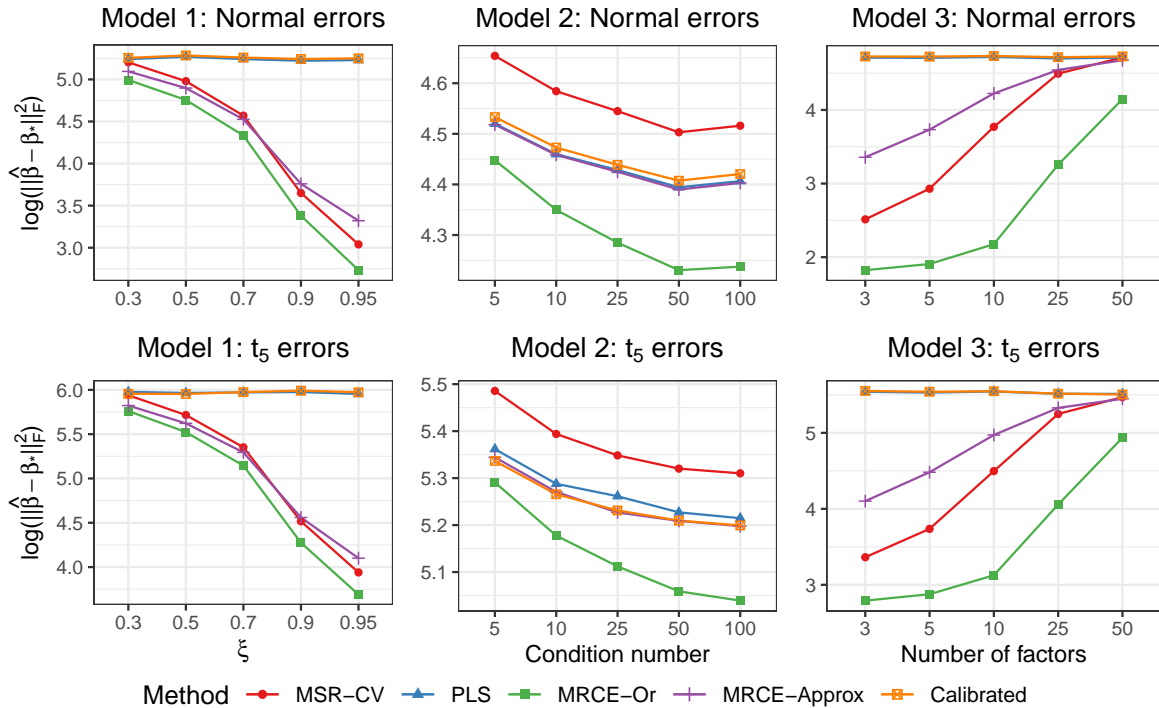 Model 1: Normal errors
Model 2: Normal errors
Model 3: Normal errors
log(||β̂ − β*||²F)
5.0
4.5
4.0
3.5
3.0
0.3 0.5 0.7 0.9 0.95
4.6
4.5
4.4
4.3
5 10 25 50 100
4
3
2
3 5 10 25 50
Model 1: t₅ errors
Model 2: t₅ errors
Model 3: t₅ errors
log(||β̂ − β*||²F)
6.0
5.5
5.0
4.5
4.0
0.3 0.5 0.7 0.9 0.95
ξ
5.5
5.4
5.3
5.2
5.1
5 10 25 50 100
Condition number
5
4
3
3 5 10 25 50
Number of factors
Method MSR−CV PLS MRCE−Or MRCE−Approx Calibrated